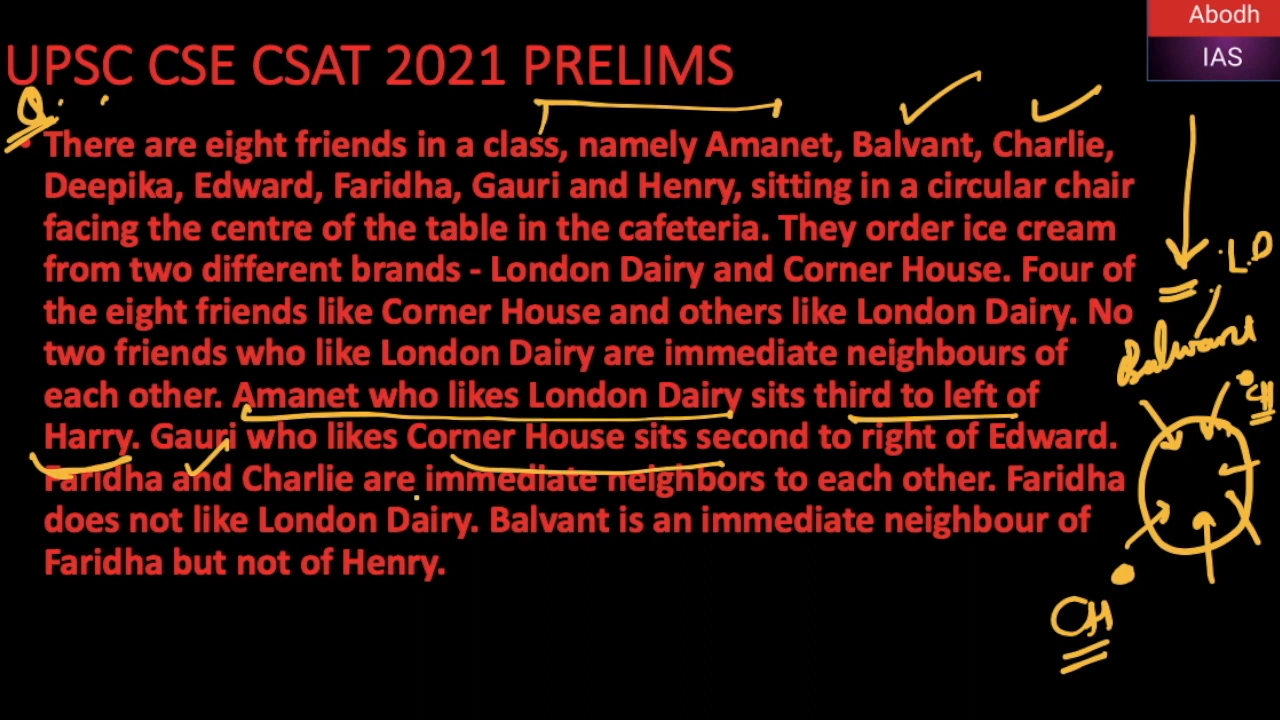 Abodh
IAS
UPSC CSE CSAT 2021 PRELIMS
Q.
There are eight friends in a class, namely Amanet, Balvant, Charlie,
Deepika, Edward, Faridha, Gauri and Henry, sitting in a circular chair
facing the centre of the table in the cafeteria. They order ice cream
from two different brands - London Dairy and Corner House. Four of
the eight friends like Corner House and others like London Dairy. No
two friends who like London Dairy are immediate neighbours of
each other. Amanet who likes London Dairy sits third to left of
Harry. Gauri who likes Corner House sits second to right of Edward.
Faridha and Charlie are immediate neighbors to each other. Faridha
does not like London Dairy. Balvant is an immediate neighbour of
Faridha but not of Henry.
L.D
Balvant
CH
CH